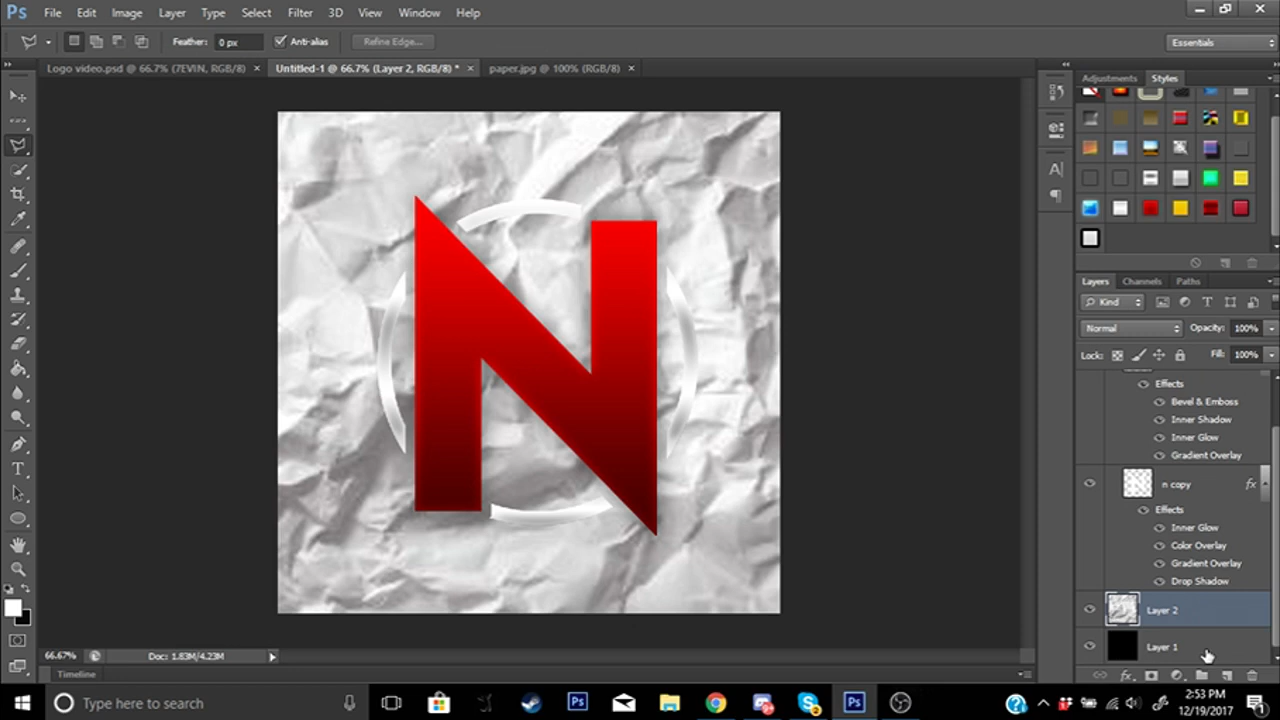 Ps File Edit Image Layer Type Select Filter 3D View Window Help
Feather: 0 px Anti-alias Refine Edge... Essentials
Logo video.psd @ 66.7% (7EVIN, RGB/8) × Untitled-1 @ 66.7% (Layer 2, RGB/8) * × paper.jpg @ 100% (RGB/8) ×
Adjustments Styles
N
Layers Channels Paths
Kind
Normal Opacity: 100%
Lock: Fill: 100%
Effects
Bevel & Emboss
Inner Shadow
Inner Glow
Gradient Overlay
n copy fx
Effects
Inner Glow
Color Overlay
Gradient Overlay
Drop Shadow
Layer 2
Layer 1
66.67% Doc: 1.83M/4.23M
Timeline
Type here to search
2:53 PM
12/19/2017